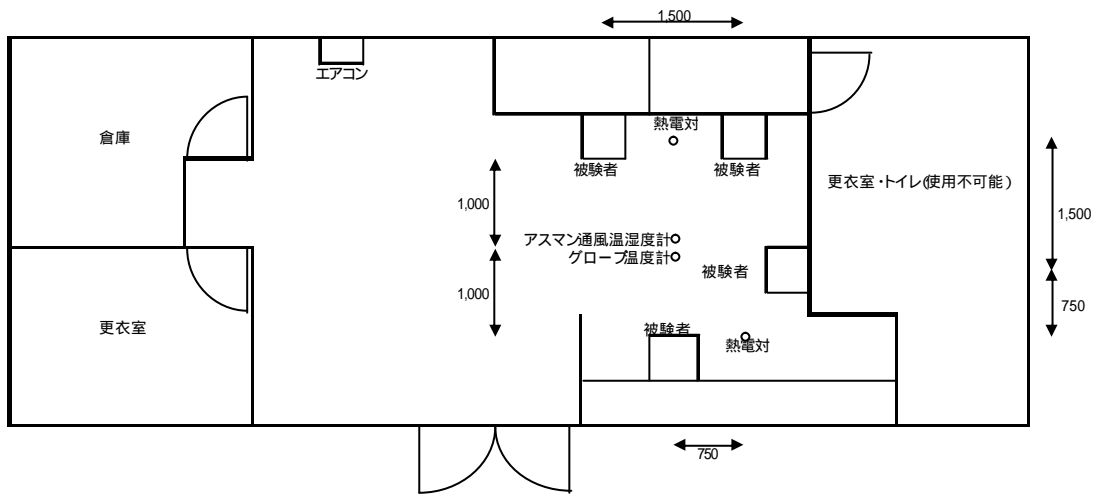 1,500
エアコン
熱電対
倉庫
被験者
被験者
更衣室・トイレ(使用不可能)
1,000
1,500
アスマン通風温湿度計
グローブ温度計
被験者
1,000
750
更衣室
被験者
熱電対
750